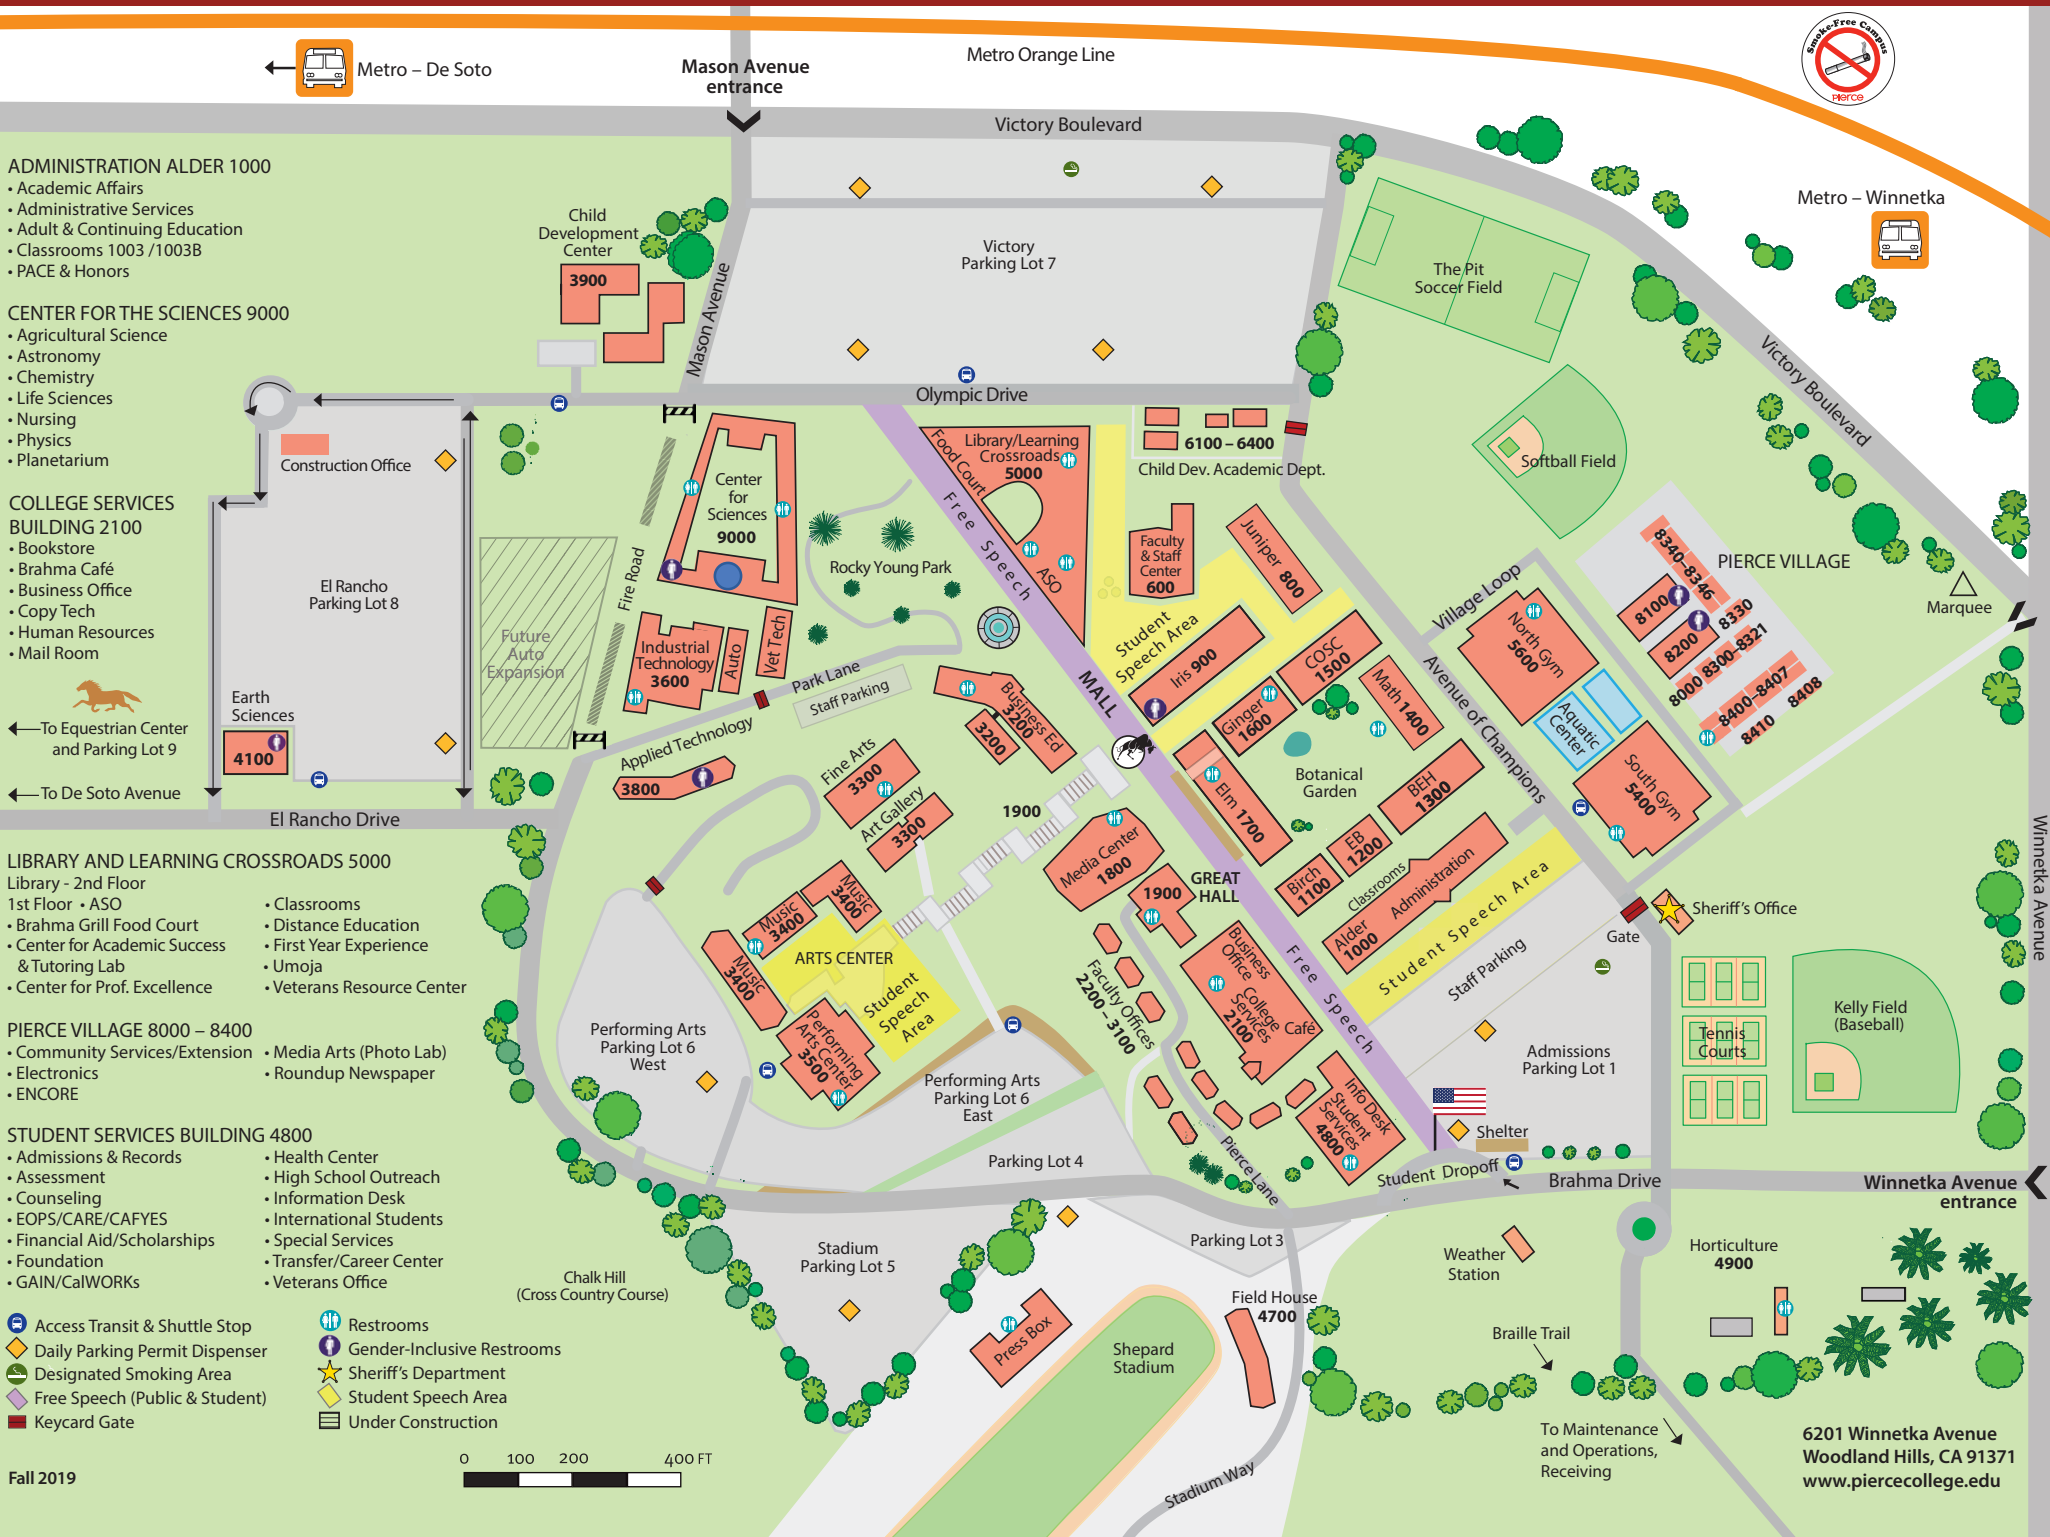 Metro – De Soto
Mason Avenue
entrance
Metro Orange Line
Smoke-Free Campus
Pierce
Victory Boulevard
Metro – Winnetka
ADMINISTRATION ALDER 1000
• Academic Affairs
• Administrative Services
• Adult & Continuing Education
• Classrooms 1003 /1003B
• PACE & Honors
CENTER FOR THE SCIENCES 9000
• Agricultural Science
• Astronomy
• Chemistry
• Life Sciences
• Nursing
• Physics
• Planetarium
COLLEGE SERVICES
BUILDING 2100
• Bookstore
• Brahma Café
• Business Office
• Copy Tech
• Human Resources
• Mail Room
To Equestrian Center
and Parking Lot 9
To De Soto Avenue
Child
Development
Center
3900
Mason Avenue
Victory
Parking Lot 7
The Pit
Soccer Field
Victory Boulevard
Olympic Drive
Construction Office
El Rancho
Parking Lot 8
Earth
Sciences
4100
El Rancho Drive
Future
Auto
Expansion
Fire Road
Center
for
Sciences
9000
Industrial
Technology
3600
Auto
Vet Tech
Rocky Young Park
Park Lane
Staff Parking
Applied Technology
3800
Food Court
Library/Learning
Crossroads
5000
ASO
Free Speech
MALL
6100 – 6400
Child Dev. Academic Dept.
Faculty
& Staff
Center
600
Juniper 800
Student
Speech Area
Iris 900
COSC
1500
Ginger
1600
Math 1400
Softball Field
Village Loop
North Gym
5600
Avenue of Champions
Aquatic
Center
South Gym
5400
PIERCE VILLAGE
8340–8346
8100
8330
8200
8300–8321
8000
8400–8407
8408
8410
Marquee
Winnetka Avenue
Business Ed
3200
3200
Fine Arts
3300
Art Gallery
3300
1900
Music
3400
Music
3400
Music
3400
ARTS CENTER
Student
Speech
Area
Performing
Arts Center
3500
Media Center
1800
Elm 1700
Botanical
Garden
BEH
1300
EB
1200
Birch
1100
Classrooms
Administration
Alder
1000
GREAT
HALL
1900
Business
Office
College
Services
2100
Café
Faculty Offices
2200 – 3100
Free Speech
Student Speech Area
Staff Parking
Gate
Sheriff's Office
Admissions
Parking Lot 1
Tennis
Courts
Kelly Field
(Baseball)
Info Desk
Student
Services
4800
Shelter
Student Dropoff
Brahma Drive
Winnetka Avenue
entrance
Pierce Lane
Performing Arts
Parking Lot 6
West
Performing Arts
Parking Lot 6
East
Parking Lot 4
Parking Lot 3
Stadium
Parking Lot 5
Chalk Hill
(Cross Country Course)
Press Box
Shepard
Stadium
Field House
4700
Stadium Way
Weather
Station
Horticulture
4900
Braille Trail
To Maintenance
and Operations,
Receiving
LIBRARY AND LEARNING CROSSROADS 5000
Library - 2nd Floor
1st Floor • ASO
• Brahma Grill Food Court
• Center for Academic Success
& Tutoring Lab
• Center for Prof. Excellence
• Classrooms
• Distance Education
• First Year Experience
• Umoja
• Veterans Resource Center
PIERCE VILLAGE 8000 – 8400
• Community Services/Extension
• Electronics
• ENCORE
• Media Arts (Photo Lab)
• Roundup Newspaper
STUDENT SERVICES BUILDING 4800
• Admissions & Records
• Assessment
• Counseling
• EOPS/CARE/CAFYES
• Financial Aid/Scholarships
• Foundation
• GAIN/CalWORKs
• Health Center
• High School Outreach
• Information Desk
• International Students
• Special Services
• Transfer/Career Center
• Veterans Office
Access Transit & Shuttle Stop
Daily Parking Permit Dispenser
Designated Smoking Area
Free Speech (Public & Student)
Keycard Gate
Restrooms
Gender-Inclusive Restrooms
Sheriff's Department
Student Speech Area
Under Construction
0 100 200 400 FT
Fall 2019
6201 Winnetka Avenue
Woodland Hills, CA 91371
www.piercecollege.edu